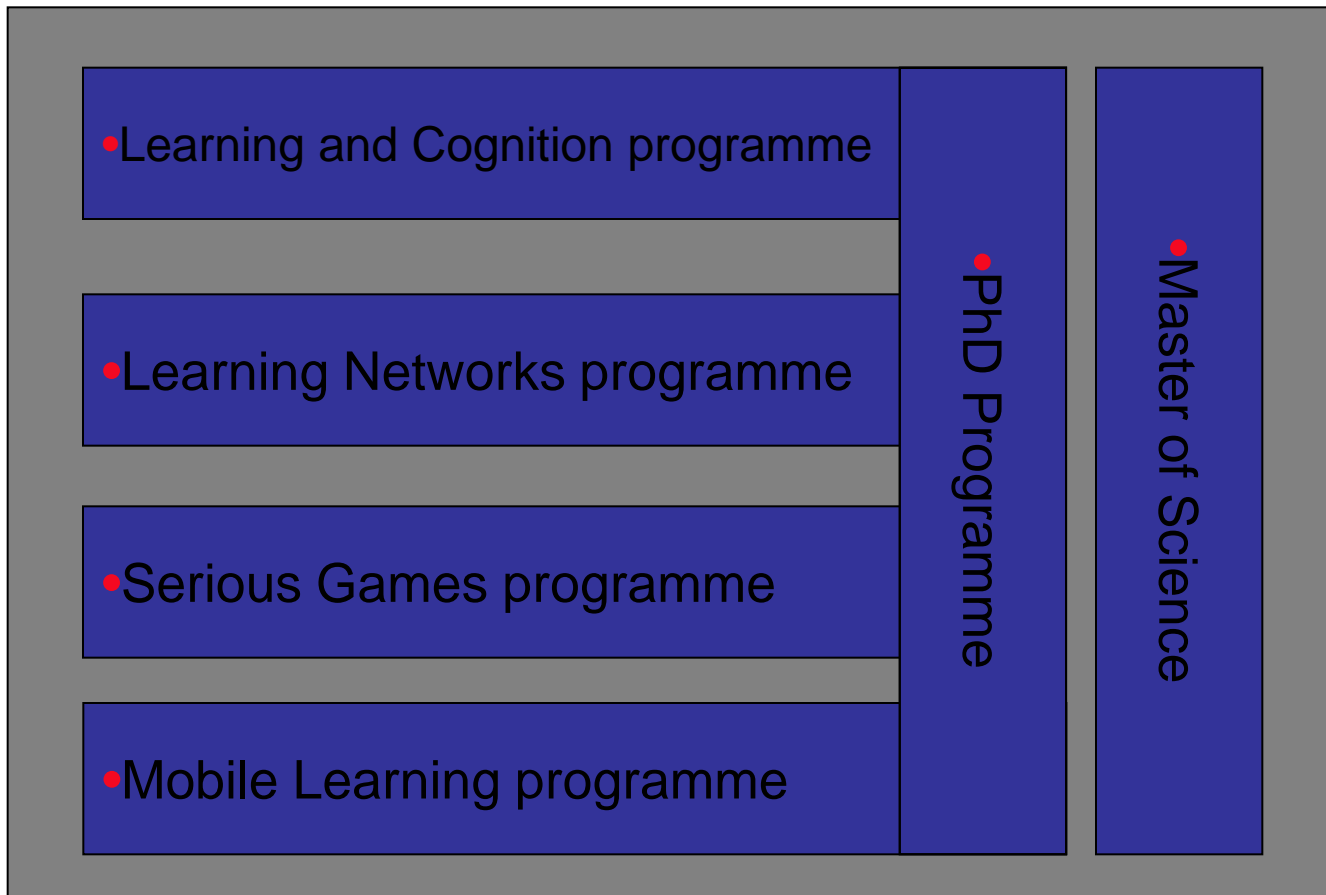 •Learning and Cognition programme
•Learning Networks programme
•Serious Games programme
•Mobile Learning programme
•PhD Programme
•Master of Science